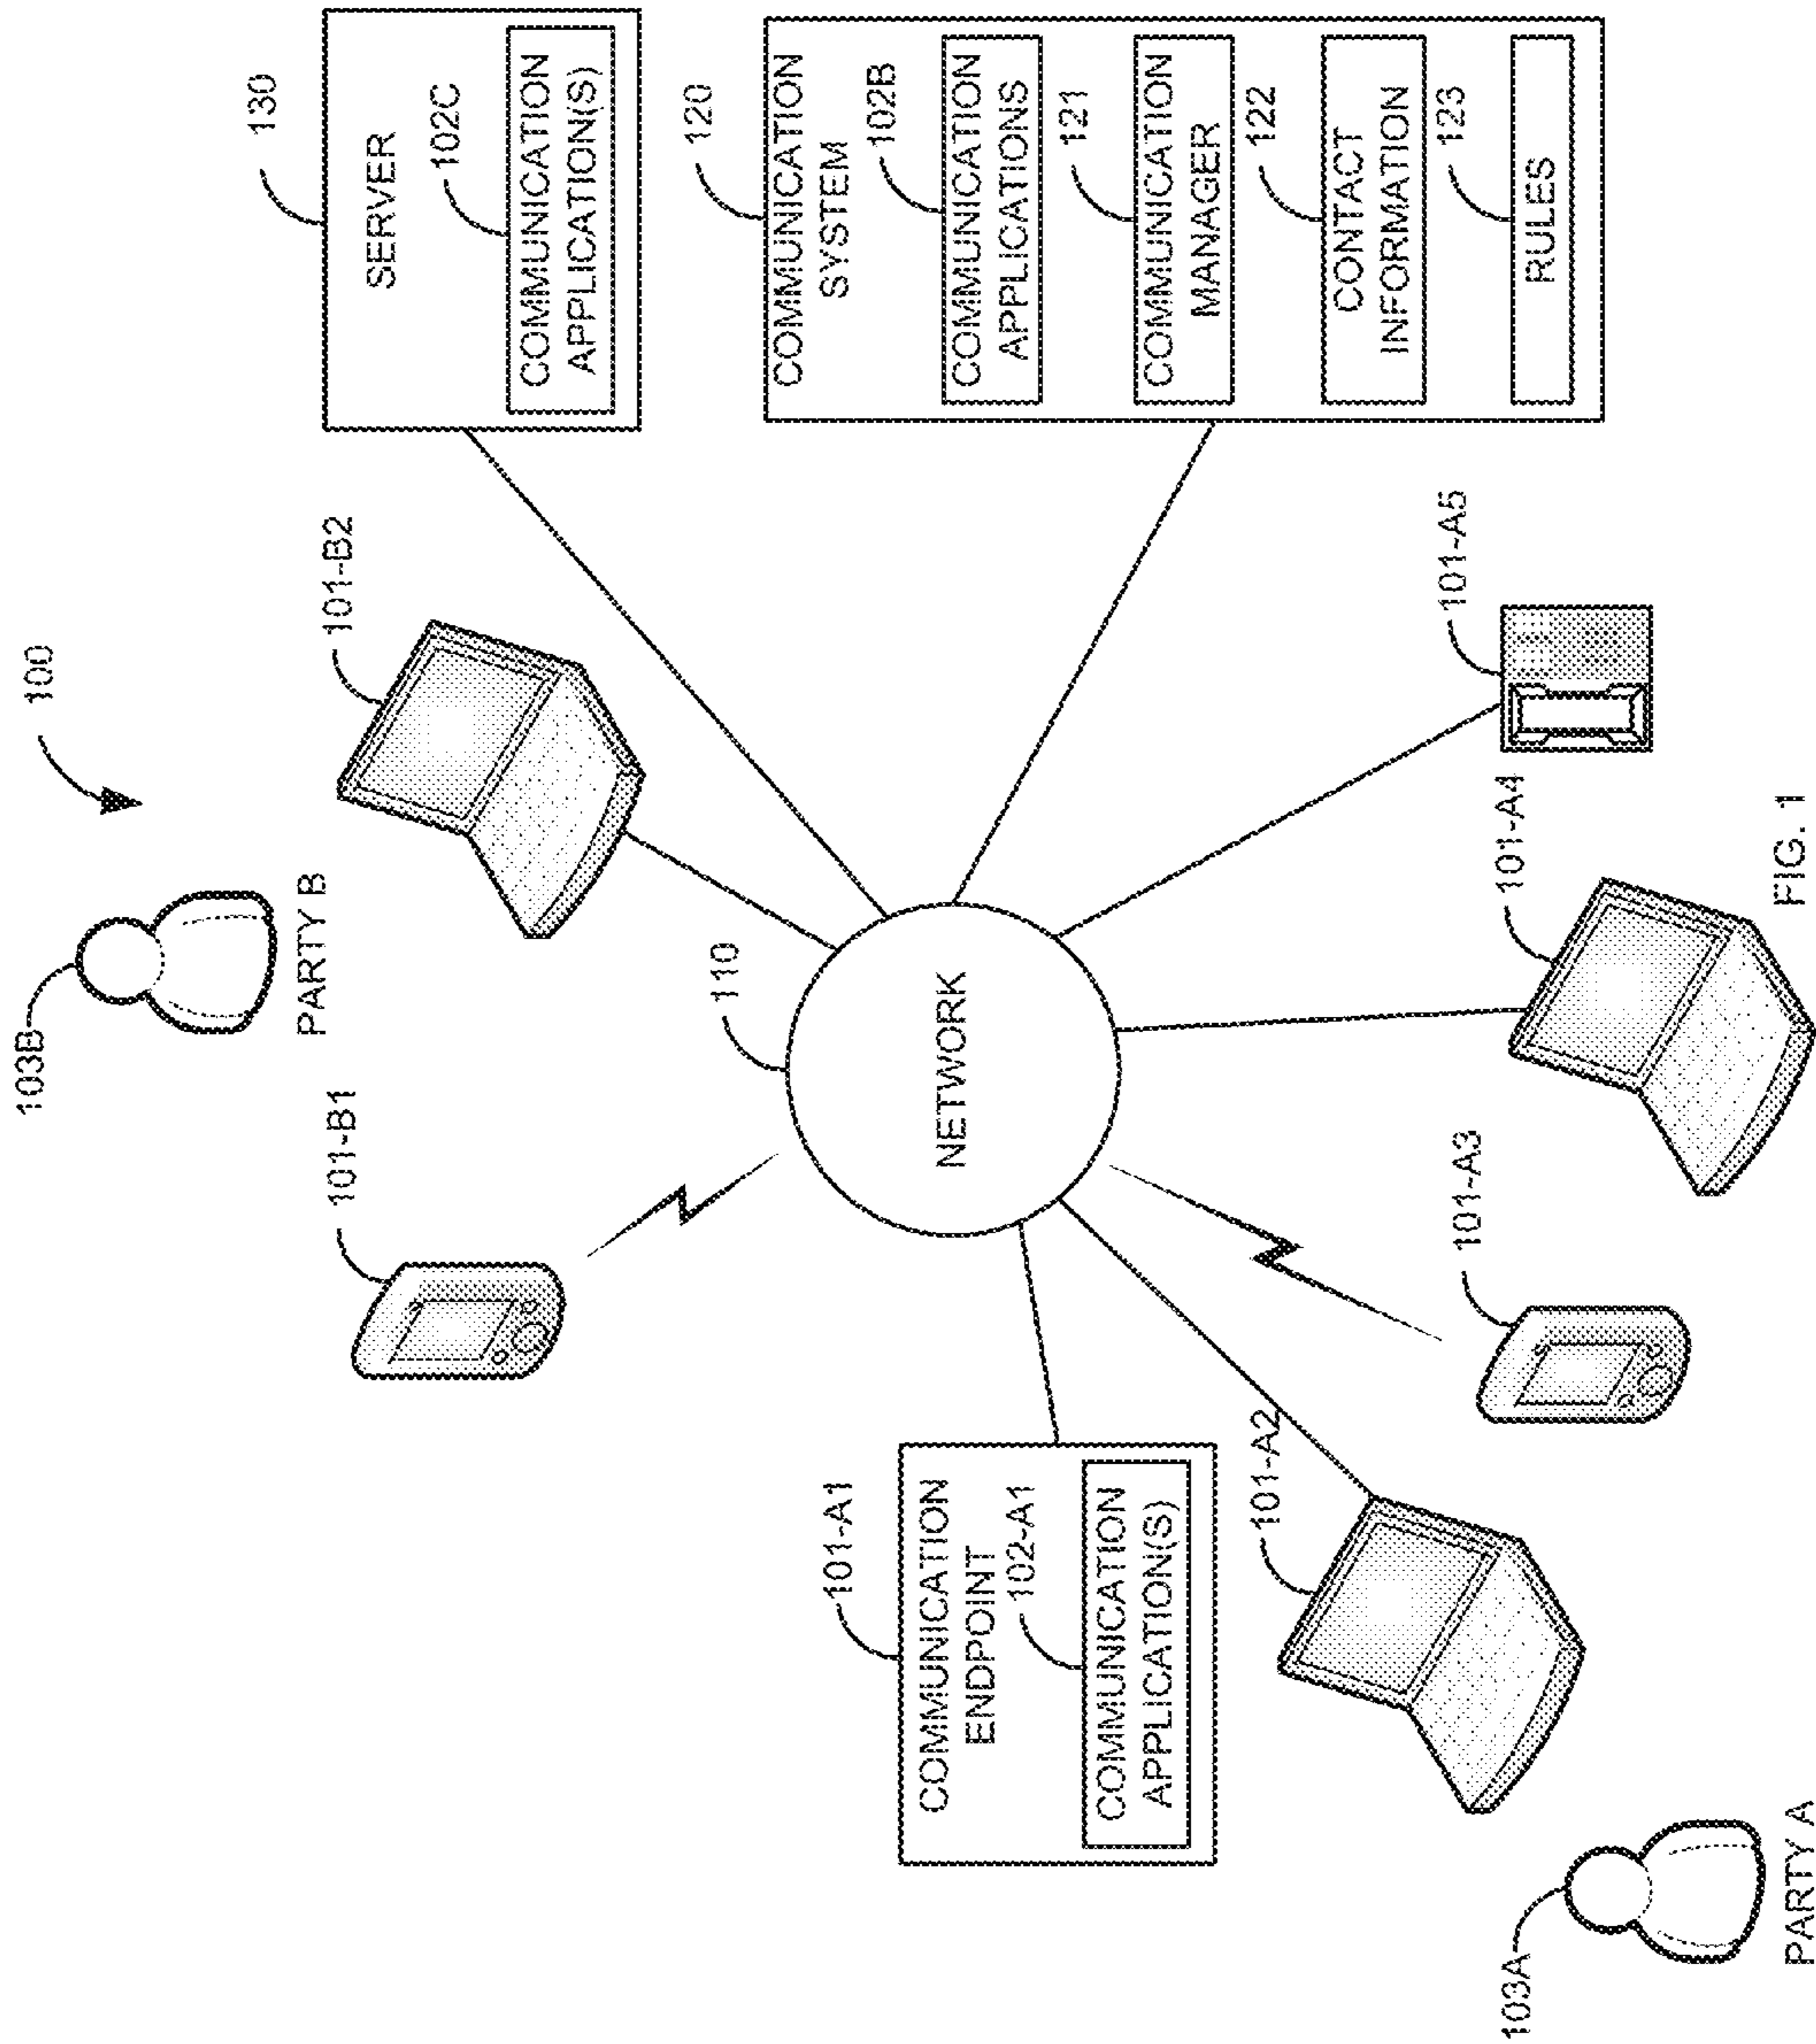 100
103B
PARTY B
101-B1
101-B2
130
SERVER
102C
COMMUNICATION
APPLICATION(S)
110
NETWORK
120
COMMUNICATION
SYSTEM
102B
COMMUNICATION
APPLICATIONS
121
COMMUNICATION
MANAGER
122
CONTACT
INFORMATION
123
RULES
101-A1
COMMUNICATION
ENDPOINT
102-A1
COMMUNICATION
APPLICATION(S)
101-A2
101-A3
101-A4
101-A5
103A
PARTY A
FIG. 1